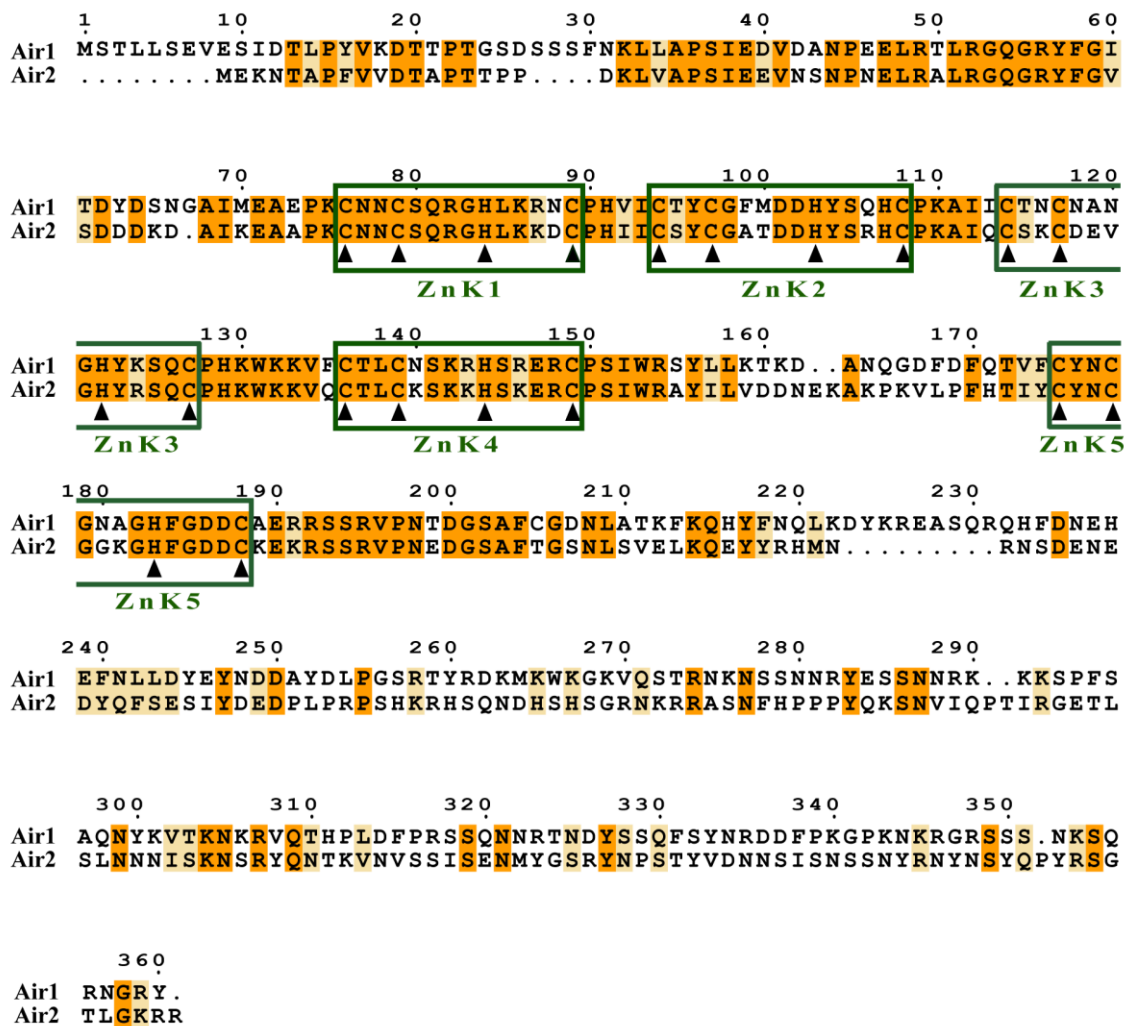 1 10 20 30 40 50 60
Air1 MSTLLSEVESIDTLPYVKDTTPTGSDSSSFNKLLAPSIEDVDANPEELRTLRGQGRYFGI
Air2 ........MEKNTAPFVVDTAPTTPP....DKLVAPSIEEVNSNPNELRALRGQGRYFGV
70 80 90 100 110 120
Air1 TDYDSNGAIMEAEPKCNNCSQRGHLKRNCPHVICTYCGFMDDHYSQHCPKAIICTNCNAN
Air2 SDDDKD.AIKEAAPKCNNCSQRGHLKKDCPHIICSYCGATDDHYSRHCPKAIQCSKCDEV
ZnK1 ZnK2 ZnK3
130 140 150 160 170
Air1 GHYKSQCPHKWKKVFCTLCNSKRHSRERCPSIWRSYLLKTKD..ANQGDFDFQTVFCYNC
Air2 GHYRSQCPHKWKKVQCTLCKSKKHSKERCPSIWRAYILVDDNEKAKPKVLPFHTIYCYNC
ZnK3 ZnK4 ZnK5
180 190 200 210 220 230
Air1 GNAGHFGDDCAERRSSRVPNTDGSAFCGDNLATKFKQHYFNQLKDYKREASQRQHFDNEH
Air2 GGKGHFGDDCKEKRSSRVPNEDGSAFTGSNLSVELKQEYYRHMN.........RNSDENE
ZnK5
240 250 260 270 280 290
Air1 EFNLLDYEYNDDAYDLPGSRTYRDKMKWKGKVQSTRNKNSSNNRYESSNNRK..KKSPFS
Air2 DYQFSESIYDEDPLPRPSHKRHSQNDHSHSGRNKRRASNFHPPPYQKSNVIQPTIRGETL
300 310 320 330 340 350
Air1 AQNYKVTKNKRVQTHPLDFPRSSQNNRTNDYSSQFSYNRDDFPKGPKNKRGRSSS.NKSQ
Air2 SLNNNISKNSRYQNTKVNVSSISENMYGSRYNPSTYVDNNSISNSSNYRNYNSYQPYRSG
360
Air1 RNGRY.
Air2 TLGKRR